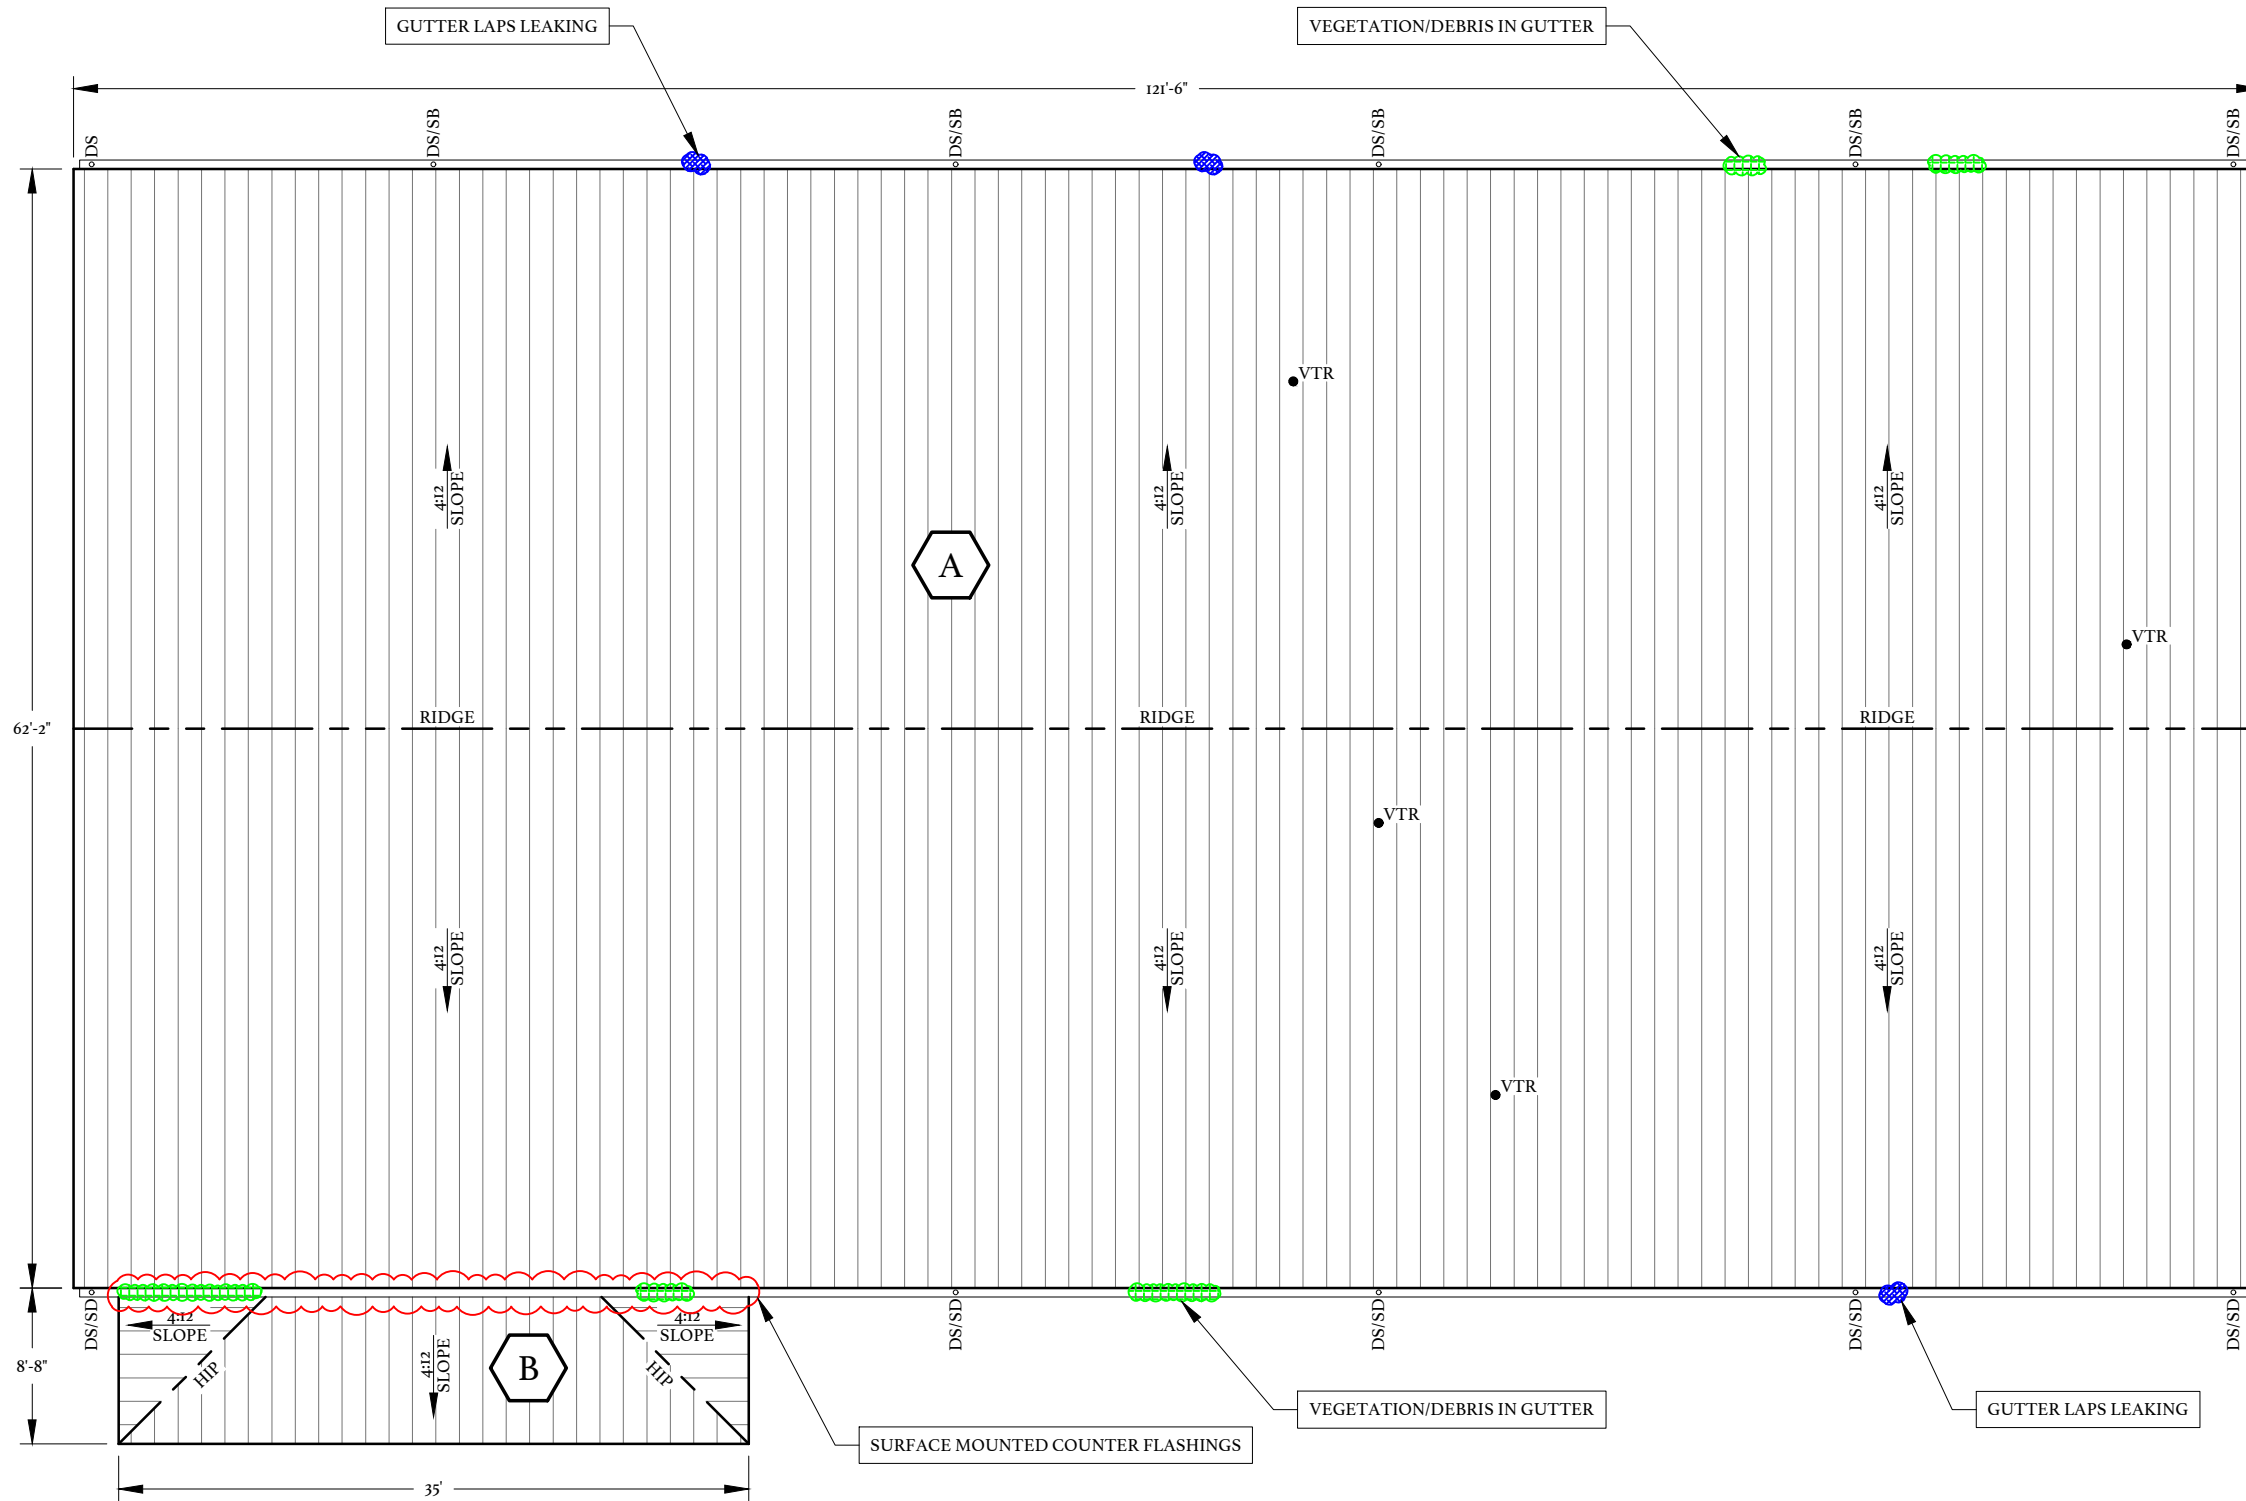 GUTTER LAPS LEAKING
VEGETATION/DEBRIS IN GUTTER
121'-6"
DS
DS/SB
DS/SB
DS/SB
DS/SB
DS/SB
VTR
4:12
SLOPE
4:12
SLOPE
4:12
SLOPE
A
VTR
62'-2"
RIDGE
RIDGE
RIDGE
VTR
4:12
SLOPE
4:12
SLOPE
4:12
SLOPE
VTR
DS/SD
DS/SD
DS/SD
DS/SD
DS/SD
4:12
SLOPE
4:12
SLOPE
8'-8"
HIP
4:12
SLOPE
B
HIP
VEGETATION/DEBRIS IN GUTTER
GUTTER LAPS LEAKING
SURFACE MOUNTED COUNTER FLASHINGS
35'